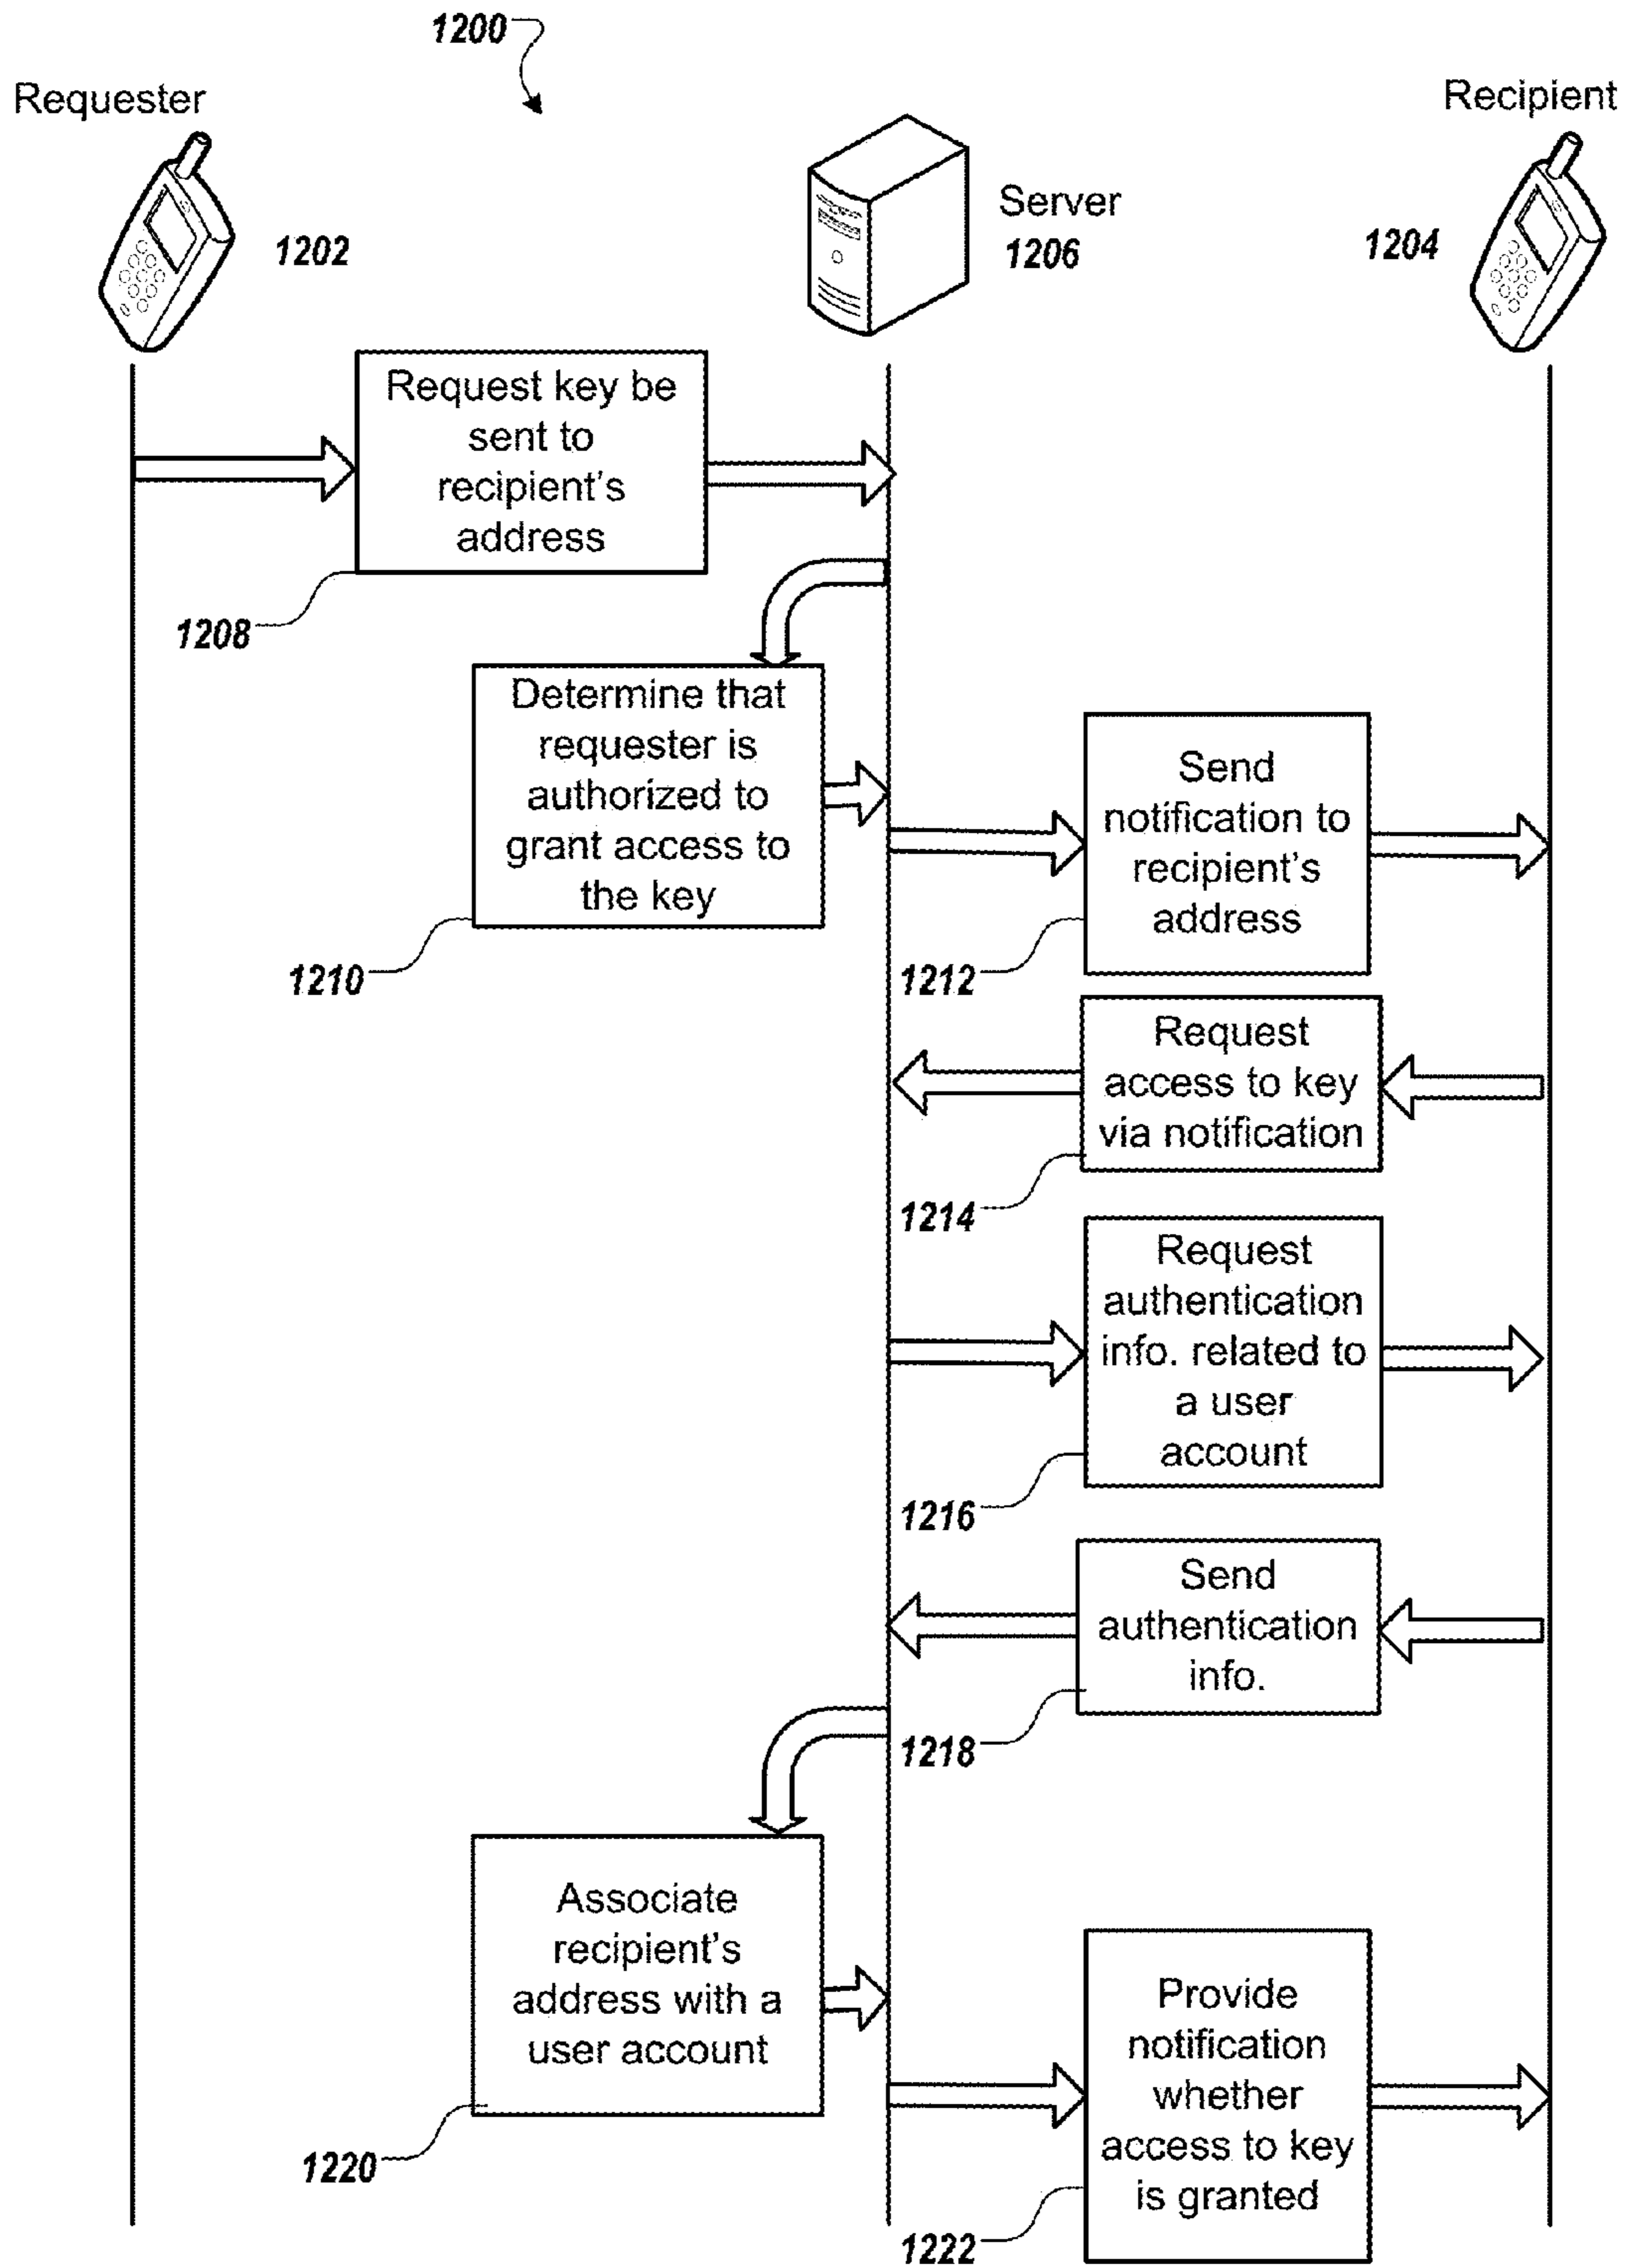 1200
Requester
Recipient
1202
Server
1206
1204
Request key be
sent to
recipient's
address
1208
Determine that
requester is
authorized to
grant access to
the key
1210
Send
notification to
recipient's
address
1212
Request
access to key
via notification
1214
Request
authentication
info. related to
a user
account
1216
Send
authentication
info.
1218
Associate
recipient's
address with a
user account
1220
Provide
notification
whether
access to key
is granted
1222